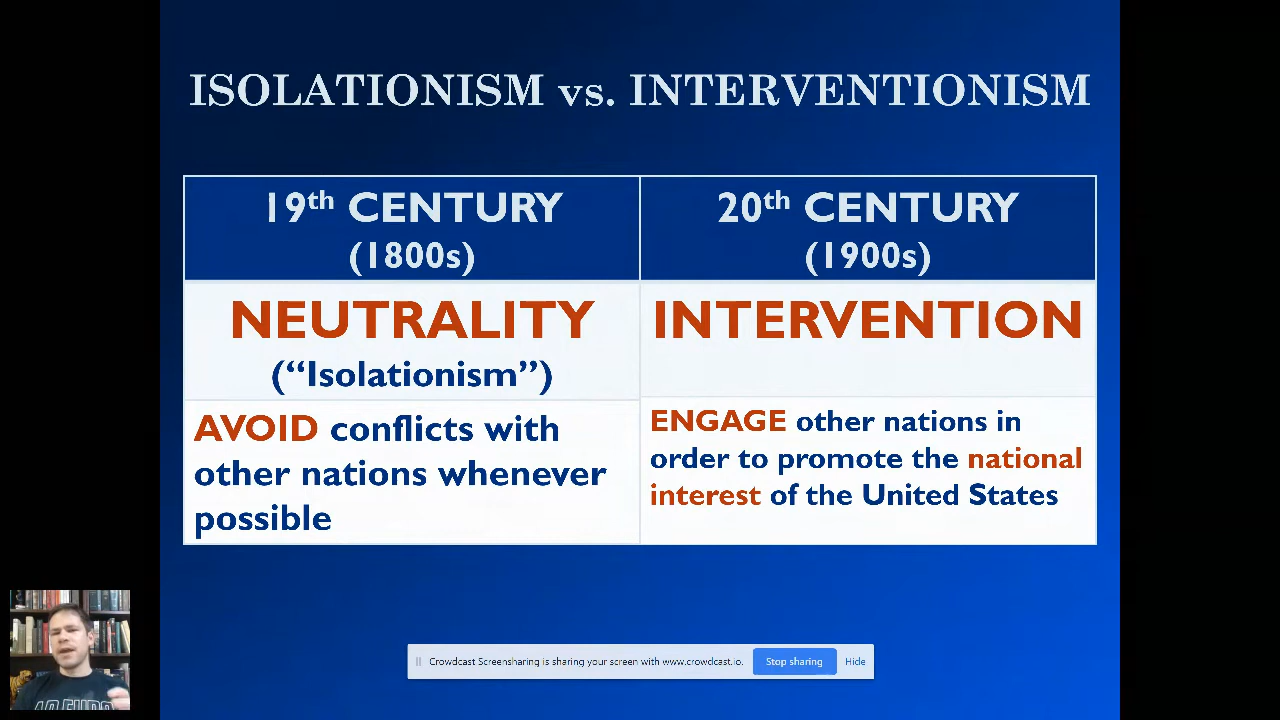 ISOLATIONISM vs. INTERVENTIONISM
19th CENTURY
(1800s)
20th CENTURY
(1900s)
NEUTRALITY
(“Isolationism”)
INTERVENTION
AVOID conflicts with
other nations whenever
possible
ENGAGE other nations in
order to promote the national
interest of the United States
Crowdcast Screensharing is sharing your screen with www.crowdcast.io.
Stop sharing
Hide